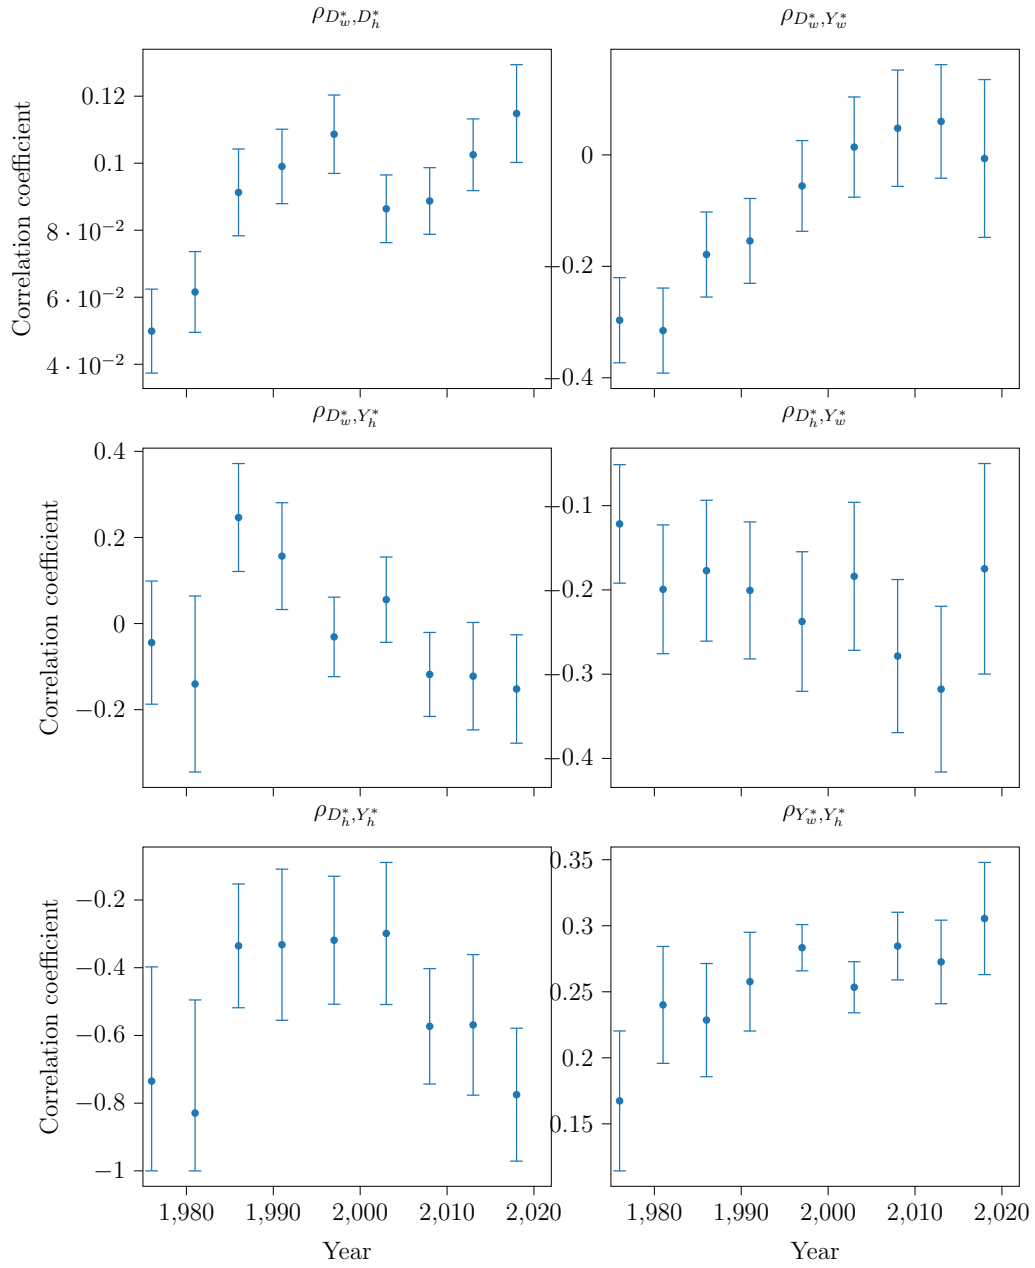 ρ_{D_w^*,D_h^*}
Correlation coefficient
0.12
0.1
8 · 10^{−2}
6 · 10^{−2}
4 · 10^{−2}
ρ_{D_w^*,Y_w^*}
0
−0.2
−0.4
ρ_{D_w^*,Y_h^*}
Correlation coefficient
0.4
0.2
0
−0.2
ρ_{D_h^*,Y_w^*}
−0.1
−0.2
−0.3
−0.4
ρ_{D_h^*,Y_h^*}
Correlation coefficient
−0.2
−0.4
−0.6
−0.8
−1
1,980 1,990 2,000 2,010 2,020
Year
ρ_{Y_w^*,Y_h^*}
0.35
0.3
0.25
0.2
0.15
1,980 1,990 2,000 2,010 2,020
Year